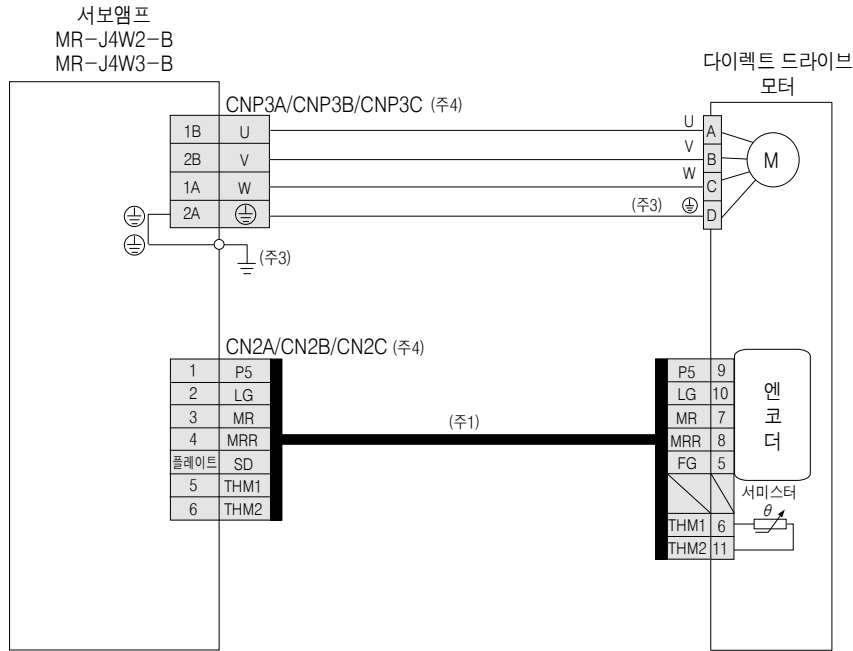 서보앰프
MR-J4W2-B
MR-J4W3-B
다이렉트 드라이브
모터
CNP3A/CNP3B/CNP3C (주4)
1B U
2B V
1A W
2A
U A
V B
W C
(주3) D
M
(주3)
CN2A/CN2B/CN2C (주4)
1 P5
2 LG
3 MR
4 MRR
플레이트 SD
5 THM1
6 THM2
(주1)
P5 9
LG 10
MR 7
MRR 8
FG 5
THM1 6
THM2 11
엔
코
더
서미스터
θ